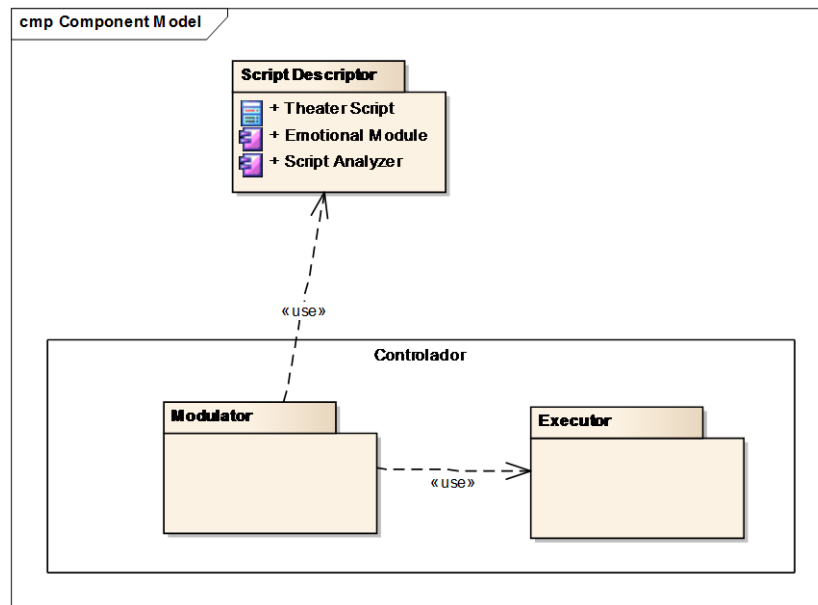 cmp Component Model
Script Descriptor
+ Theater Script
+ Emotional Module
+ Script Analyzer
«use»
Controlador
Modulator
Executor
«use»